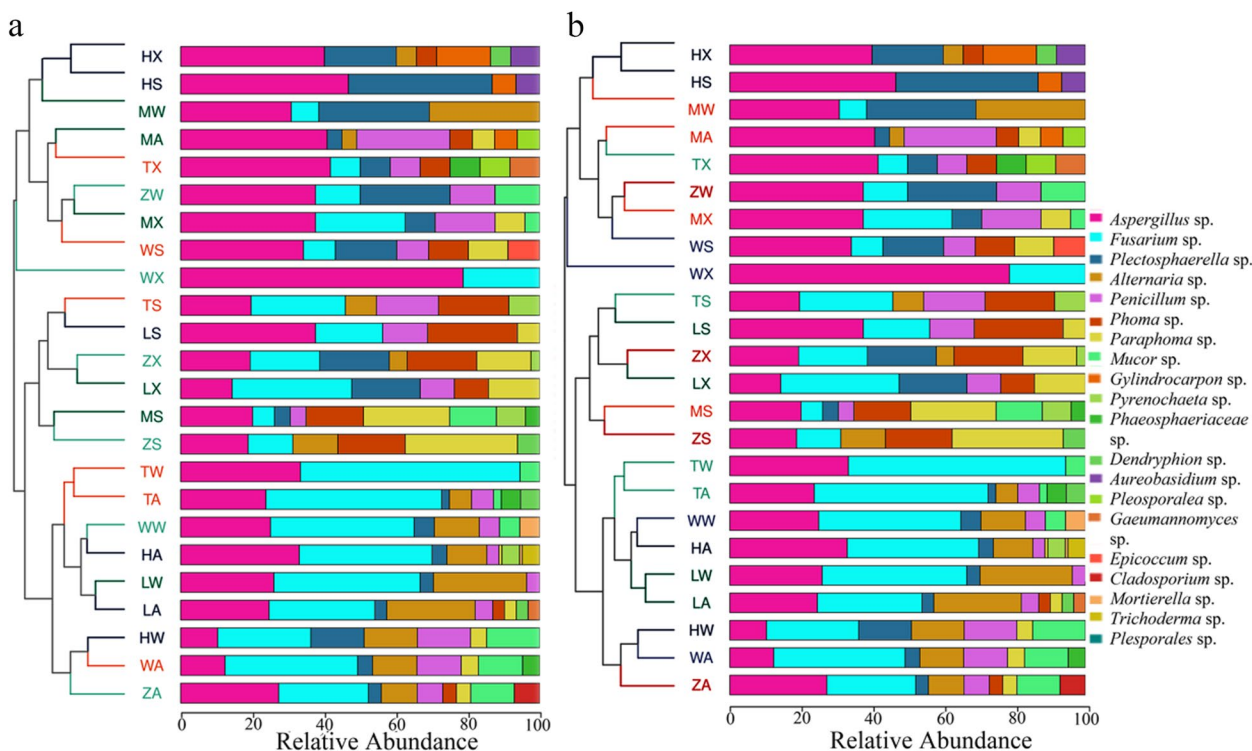 a
HX
HS
MW
MA
TX
ZW
MX
WS
WX
TS
LS
ZX
LX
MS
ZS
TW
TA
WW
HA
LW
LA
HW
WA
ZA
0 20 40 60 80 100
Relative Abundance
b
HX
HS
MW
MA
TX
ZW
MX
WS
WX
TS
LS
ZX
LX
MS
ZS
TW
TA
WW
HA
LW
LA
HW
WA
ZA
0 20 40 60 80 100
Relative Abundance
Aspergillus sp.
Fusarium sp.
Plectosphaerella sp.
Alternaria sp.
Penicillum sp.
Phoma sp.
Paraphoma sp.
Mucor sp.
Gylindrocarpon sp.
Pyrenochaeta sp.
Phaeosphaeriaceae
sp.
Dendryphion sp.
Aureobasidium sp.
Pleosporalea sp.
Gaeumannomyces
sp.
Epicoccum sp.
Cladosporium sp.
Mortierella sp.
Trichoderma sp.
Plesporales sp.